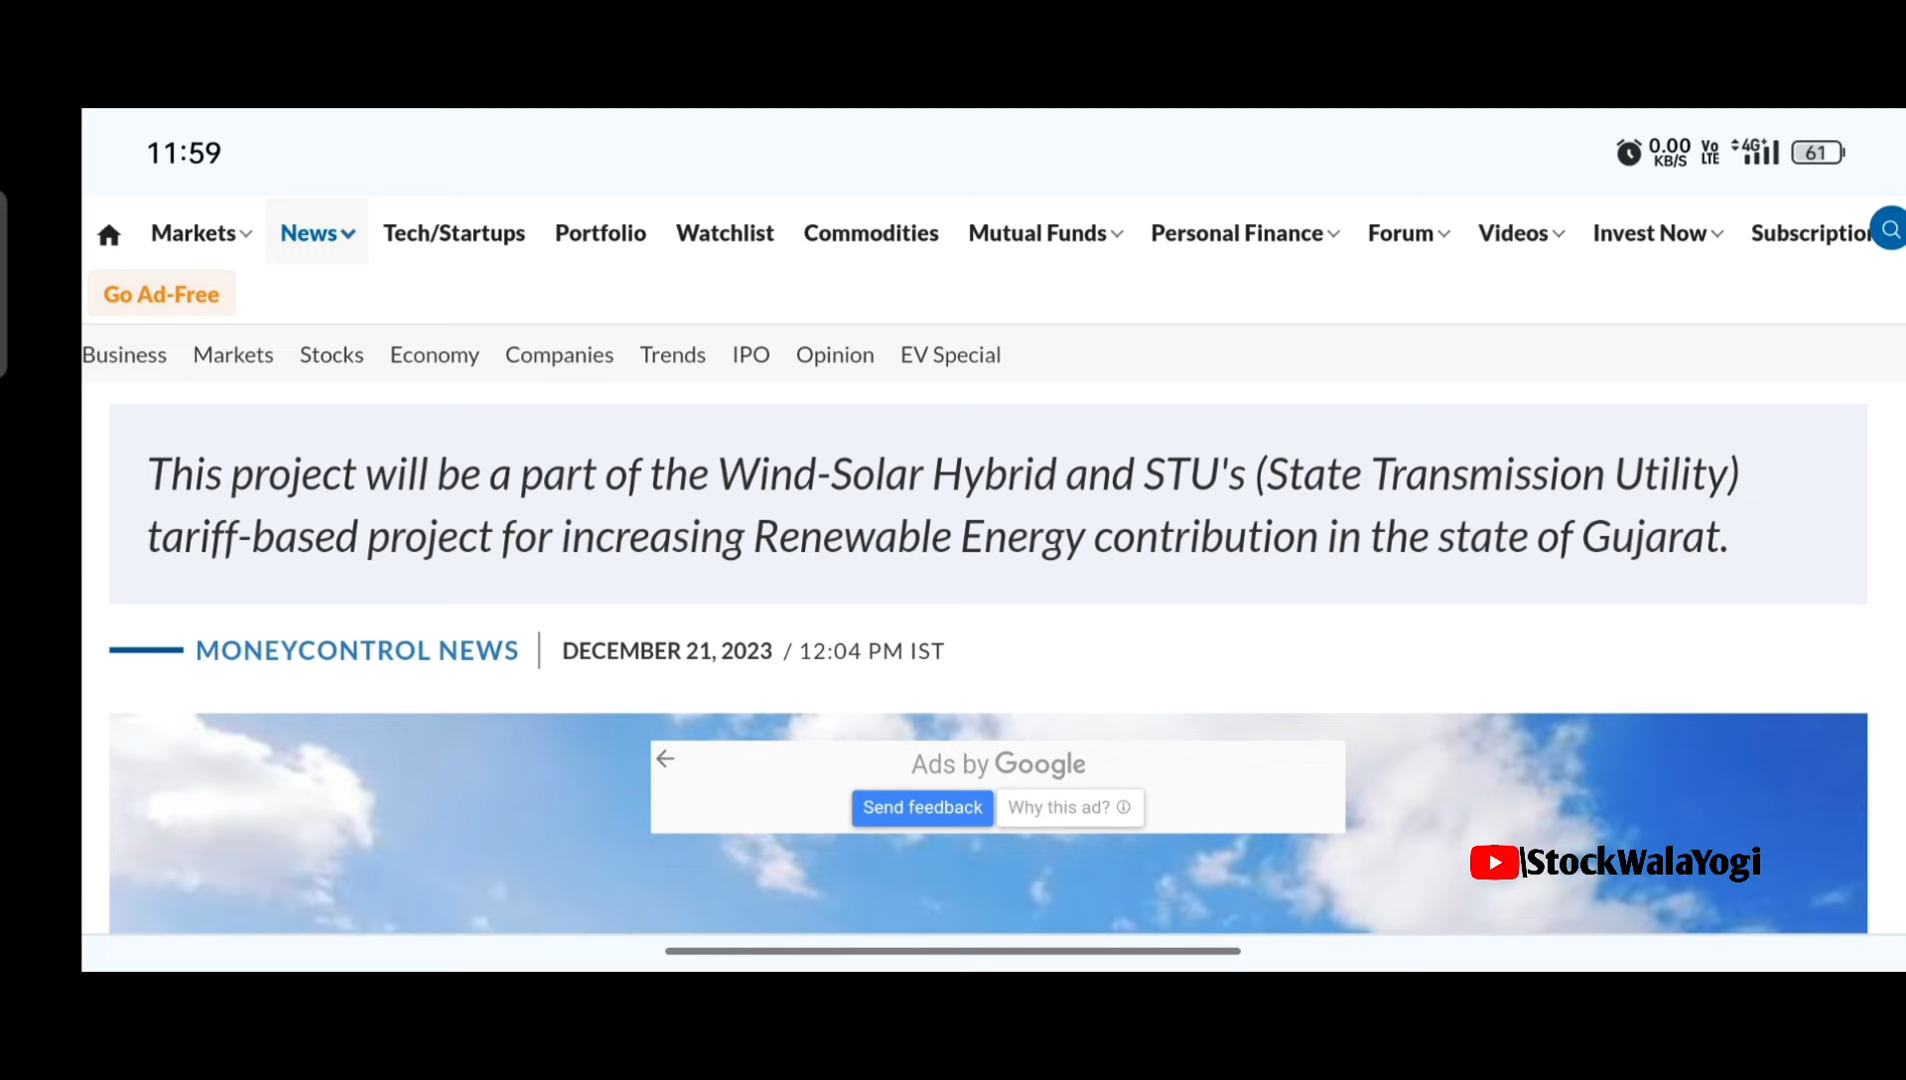 11:59
0.00 KB/S Vo LTE 4G+ 61
Markets News Tech/Startups Portfolio Watchlist Commodities Mutual Funds Personal Finance Forum Videos Invest Now Subscription
Go Ad-Free
Business Markets Stocks Economy Companies Trends IPO Opinion EV Special
This project will be a part of the Wind-Solar Hybrid and STU's (State Transmission Utility)
tariff-based project for increasing Renewable Energy contribution in the state of Gujarat.
MONEYCONTROL NEWS DECEMBER 21, 2023 / 12:04 PM IST
Ads by Google
Send feedback Why this ad?
\StockWalaYogi